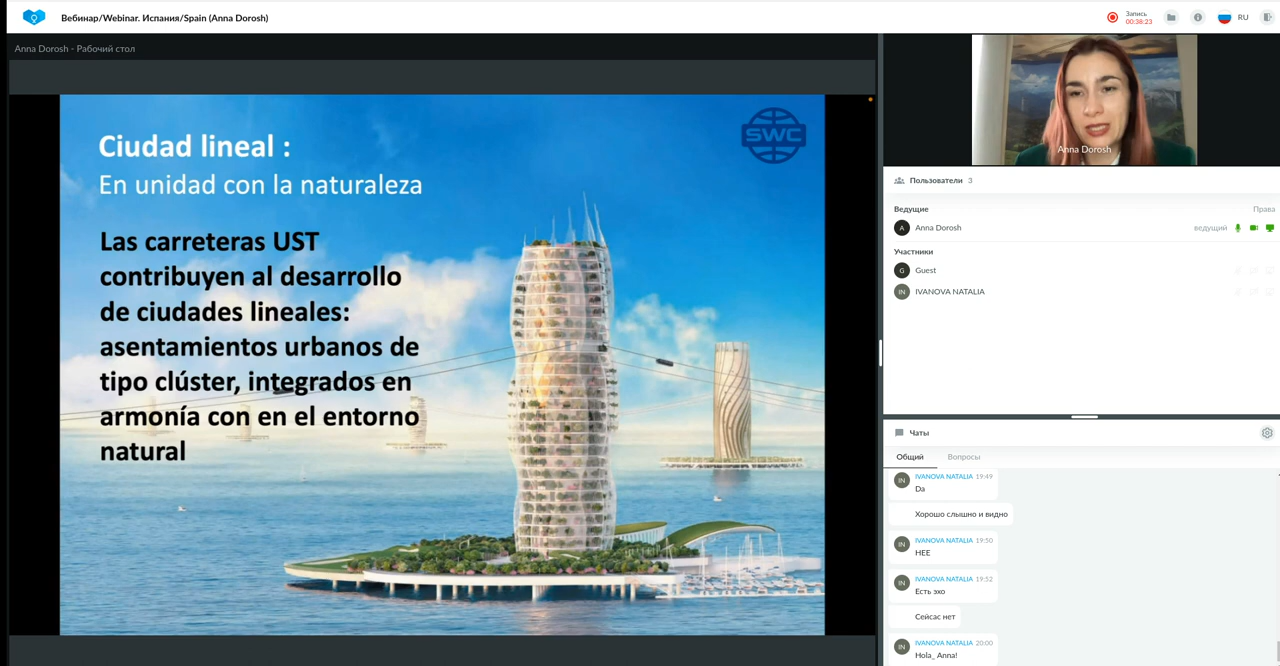 Вебинар/Webinar. Испания/Spain (Anna Dorosh)
Запись
00:38:23
RU
Anna Dorosh - Рабочий стол
Ciudad lineal :
En unidad con la naturaleza
SWC
Las carreteras UST
contribuyen al desarrollo
de ciudades lineales:
asentamientos urbanos de
tipo clúster, integrados en
armonía con en el entorno
natural
Anna Dorosh
Пользователи 3
Ведущие Права
A Anna Dorosh ведущий
Участники
G Guest
IN IVANOVA NATALIA
Чаты
Общий Вопросы
IN IVANOVA NATALIA 19:49
Da
Хорошо слышно и видно
IN IVANOVA NATALIA 19:50
НЕЕ
IN IVANOVA NATALIA 19:52
Есть эхо
Сейсас нет
IN IVANOVA NATALIA 20:00
Hola_ Anna!